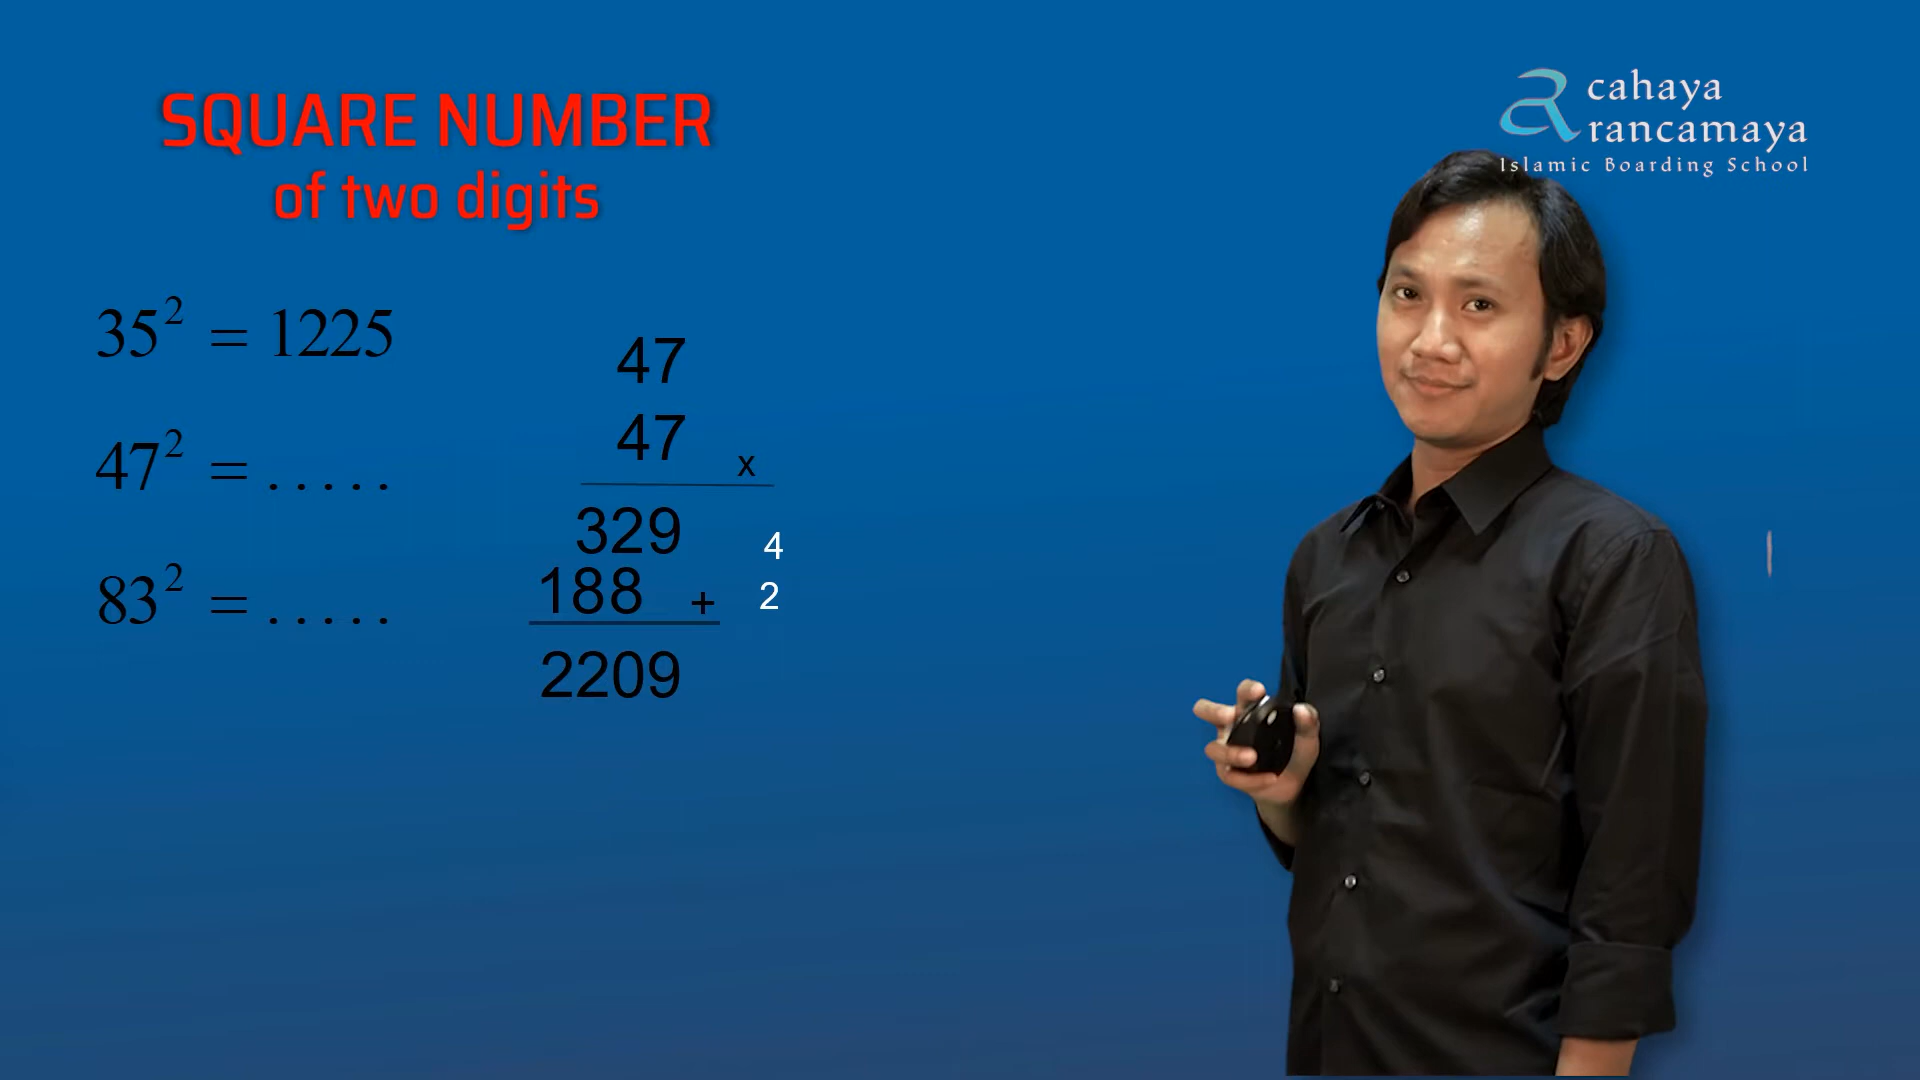 SQUARE NUMBER
of two digits
cahaya
rancamaya
Islamic Boarding School
35² = 1225
47² = .....
83² = .....
47
47 x
329 4
188 + 2
2209